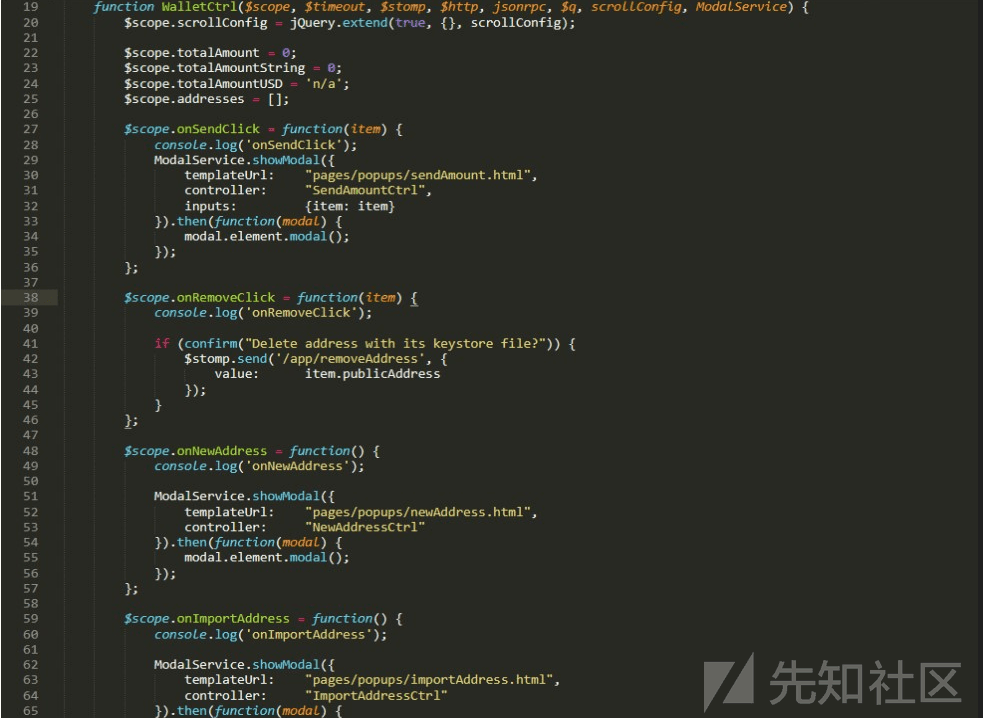 19 function WalletCtrl($scope, $timeout, $stomp, $http, jsonrpc, $q, scrollConfig, ModalService) {
20     $scope.scrollConfig = jQuery.extend(true, {}, scrollConfig);
21
22     $scope.totalAmount = 0;
23     $scope.totalAmountString = 0;
24     $scope.totalAmountUSD = 'n/a';
25     $scope.addresses = [];
26
27     $scope.onSendClick = function(item) {
28         console.log('onSendClick');
29         ModalService.showModal({
30             templateUrl:    "pages/popups/sendAmount.html",
31             controller:     "SendAmountCtrl",
32             inputs:         {item: item}
33         }).then(function(modal) {
34             modal.element.modal();
35         });
36     };
37
38     $scope.onRemoveClick = function(item) {
39         console.log('onRemoveClick');
40
41         if (confirm("Delete address with its keystore file?")) {
42             $stomp.send('/app/removeAddress', {
43                 value:      item.publicAddress
44             });
45         }
46     };
47
48     $scope.onNewAddress = function() {
49         console.log('onNewAddress');
50
51         ModalService.showModal({
52             templateUrl:    "pages/popups/newAddress.html",
53             controller:     "NewAddressCtrl"
54         }).then(function(modal) {
55             modal.element.modal();
56         });
57     };
58
59     $scope.onImportAddress = function() {
60         console.log('onImportAddress');
61
62         ModalService.showModal({
63             templateUrl:    "pages/popups/importAddress.html",
64             controller:     "ImportAddressCtrl"
65         }).then(function(modal) {
先知社区